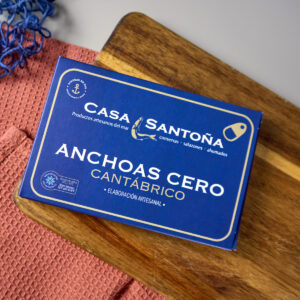 CASA SANTOÑA
Productos artesanos del mar
conservas · salazones · ahumados
ANCHOAS CERO
CANTÁBRICO
• ELABORACIÓN ARTESANAL •